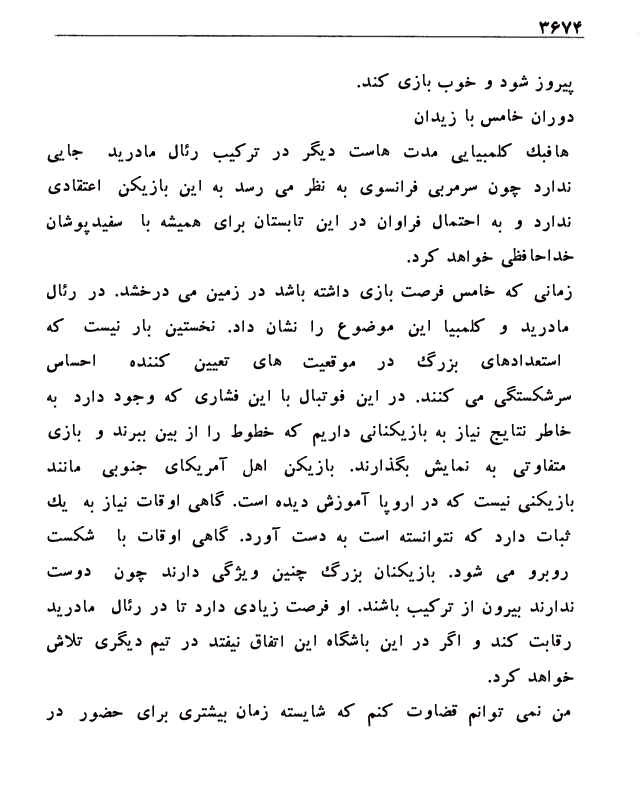 ۳۶۷۴
پیروز شود و خوب بازی کند.
دوران خامس با زیدان
هافبك کلمبیایی مدت هاست دیگر در ترکیب رئال مادرید جایی
ندارد چون سرمربی فرانسوی به نظر می رسد به این بازیکن اعتقادی
ندارد و به احتمال فراوان در این تابستان برای همیشه با سفیدپوشان
خداحافظی خواهد کرد.
زمانی که خامس فرصت بازی داشته باشد در زمین می درخشد. در رئال
مادرید و کلمبیا این موضوع را نشان داد. نخستین بار نیست که
استعدادهای بزرگ در موقعیت های تعیین کننده احساس
سرشکستگی می کنند. در این فوتبال با این فشاری که وجود دارد به
خاطر نتایج نیاز به بازیکنانی داریم که خطوط را از بین ببرند و بازی
متفاوتی به نمایش بگذارند. بازیکن اهل آمریکای جنوبی مانند
بازیکنی نیست که در اروپا آموزش دیده است. گاهی اوقات نیاز به يك
ثبات دارد که نتوانسته است به دست آورد. گاهی اوقات با شکست
روبرو می شود. بازیکنان بزرگ چنین ویژگی دارند چون دوست
ندارند بیرون از ترکیب باشند. او فرصت زیادی دارد تا در رئال مادرید
رقابت کند و اگر در این باشگاه این اتفاق نیفتد در تیم دیگری تلاش
خواهد کرد.
من نمی توانم قضاوت کنم که شایسته زمان بیشتری برای حضور در